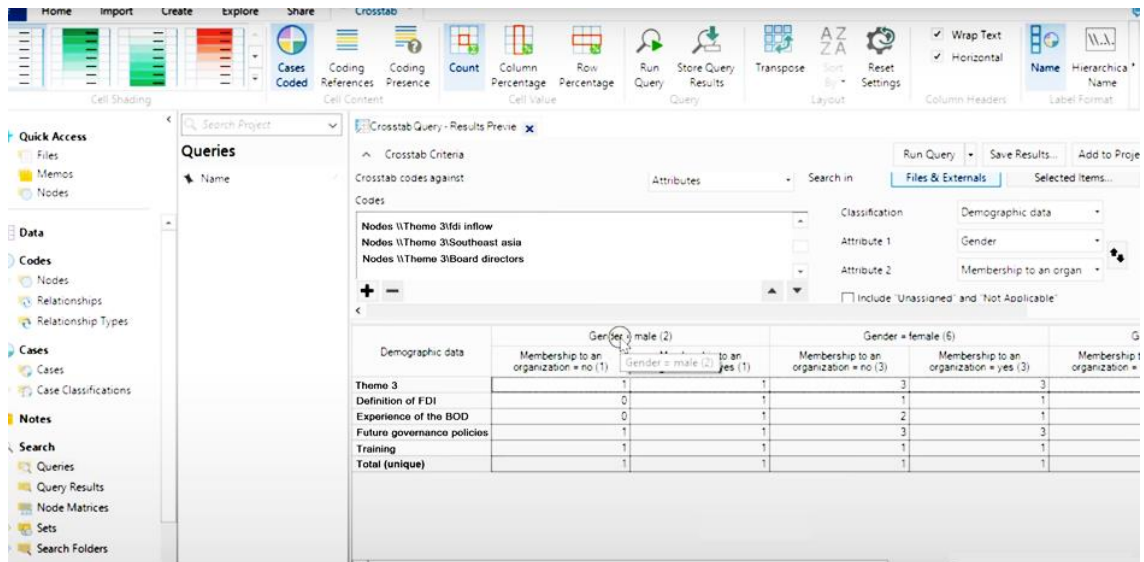 Home Import Create Explore Share Crosstab
Cases Coded
Coding References
Coding Presence
Count
Column Percentage
Row Percentage
Run Query
Store Query Results
Transpose
Sort By
Reset Settings
Wrap Text
Horizontal
Name
Hierarchica Name
Cell Shading Cell Content Cell Value Query Layout Column Headers Label Format
Quick Access
Files
Memos
Nodes
Data
Codes
Nodes
Relationships
Relationship Types
Cases
Cases
Case Classifications
Notes
Search
Queries
Query Results
Node Matrices
Sets
Search Folders
Search Project
Queries
Name
Crosstab Query - Results Previe
Crosstab Criteria
Run Query Save Results... Add to Proje
Crosstab codes against Attributes Search in Files & Externals Selected Items...
Codes
Nodes \\Theme 3\fdi inflow
Nodes \\Theme 3\Southeast asia
Nodes \\Theme 3\Board directors
Classification Demographic data
Attribute 1 Gender
Attribute 2 Membership to an organ
Include "Unassigned" and "Not Applicable"
Demographic data
Gender = male (2) Gender = female (6) G
Membership to an organization = no (1)
yes (1)
Membership to an organization = no (3)
Membership to an organization = yes (3)
Membership t
organization =
Gender = male (2)
Theme 3 1 1 3 3
Definition of FDI 0 1 1 1
Experience of the BOD 0 1 2 1
Future governance policies 1 1 3 3
Training 1 1 1 1
Total (unique) 1 1 1 1